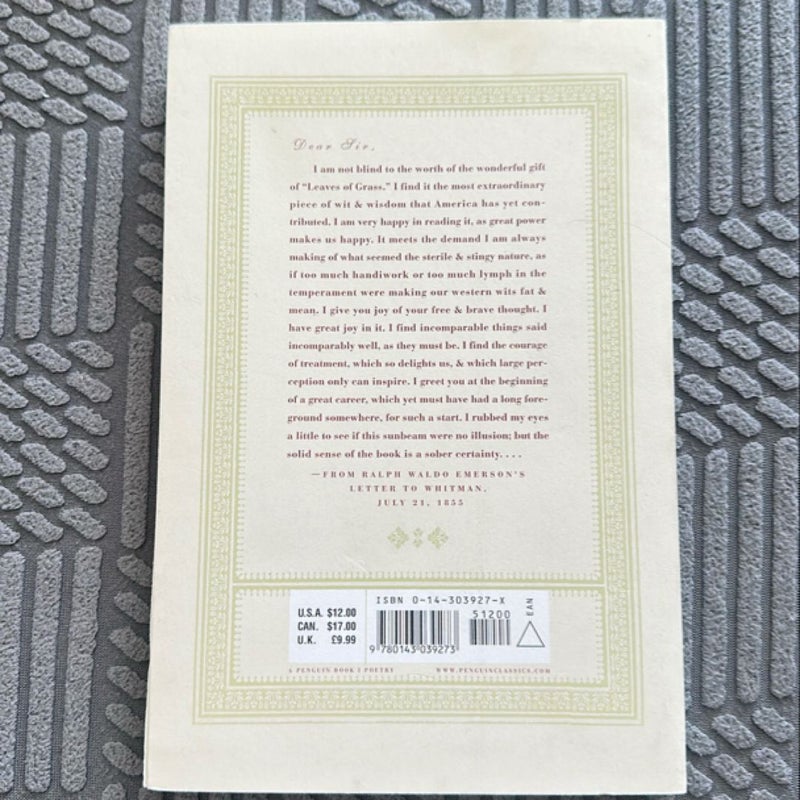 Dear Sir,
I am not blind to the worth of the wonderful gift
of "Leaves of Grass." I find it the most extraordinary
piece of wit & wisdom that America has yet con-
tributed. I am very happy in reading it, as great power
makes us happy. It meets the demand I am always
making of what seemed the sterile & stingy nature, as
if too much handiwork or too much lymph in the
temperament were making our western wits fat &
mean. I give you joy of your free & brave thought. I
have great joy in it. I find incomparable things said
incomparably well, as they must be. I find the courage
of treatment, which so delights us, & which large per-
ception only can inspire. I greet you at the beginning
of a great career, which yet must have had a long fore-
ground somewhere, for such a start. I rubbed my eyes
a little to see if this sunbeam were no illusion; but the
solid sense of the book is a sober certainty. . . .
—FROM RALPH WALDO EMERSON'S
LETTER TO WHITMAN,
JULY 21, 1855
U.S.A. $12.00
CAN. $17.00
U.K. £9.99
ISBN 0-14-303927-X
51200
EAN
9 780143 039273
A PENGUIN BOOK | POETRY
WWW.PENGUINCLASSICS.COM